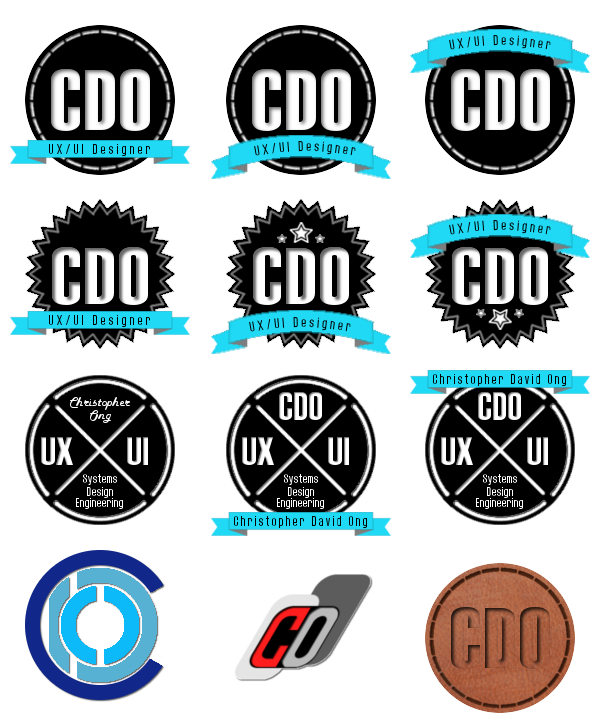 CDO
UX/UI Designer
CDO
UX/UI Designer
UX/UI Designer
CDO
CDO
UX/UI Designer
CDO
UX/UI Designer
UX/UI Designer
CDO
Christopher
Ong
UX UI
Systems
Design
Engineering
CDO
UX UI
Systems
Design
Engineering
Christopher David Ong
Christopher David Ong
CDO
UX UI
Systems
Design
Engineering
CDO
CO
CDO